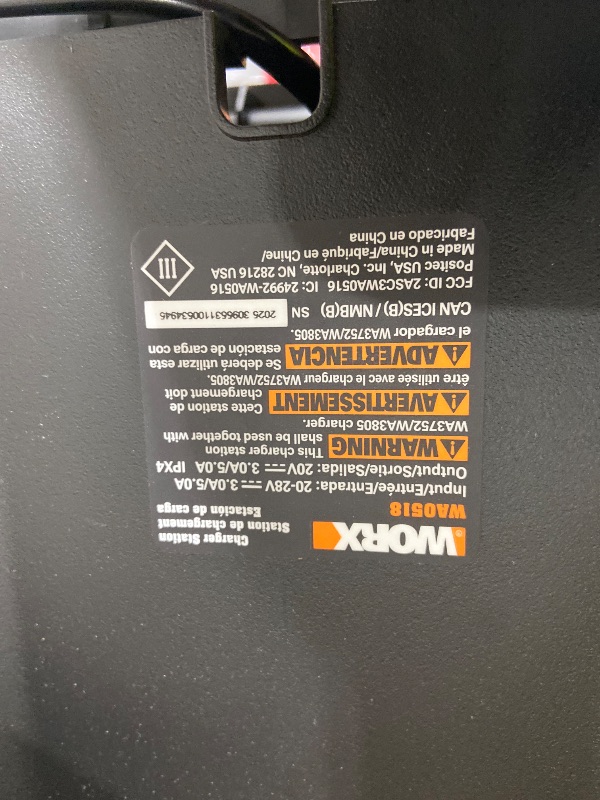 WORX®
Charger Station
Station de chargement
Estación de carga
WA0518
Input/Entrée/Entrada: 20-28V 3.0A/5.0A
Output/Sortie/Salida: 20V 3.0A/5.0A IPX4
WARNING This charger station
shall be used together with
WA3752/WA3805 charger.
AVERTISSEMENT Cette station de
chargement doit
être utilisée avec le chargeur WA3752/WA3805.
ADVERTENCIA Se deberá utilizar esta
estación de carga con
el cargador WA3752/WA3805.
CAN ICES(B) / NMB(B) SN 2025
FCC ID: 2ASC3WA0516 IC: 24992-WA0516
Positec USA, Inc. Charlotte, NC 28216 USA
Made in China/Fabriqué en Chine/
Fabricado en China
III